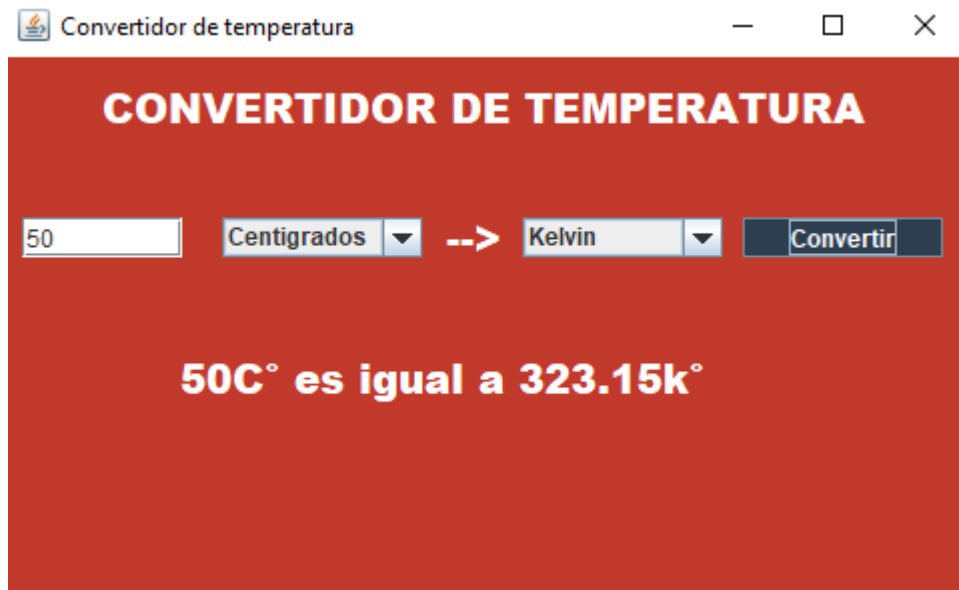 Convertidor de temperatura
CONVERTIDOR DE TEMPERATURA
50 Centigrados --> Kelvin Convertir
50C° es igual a 323.15k°